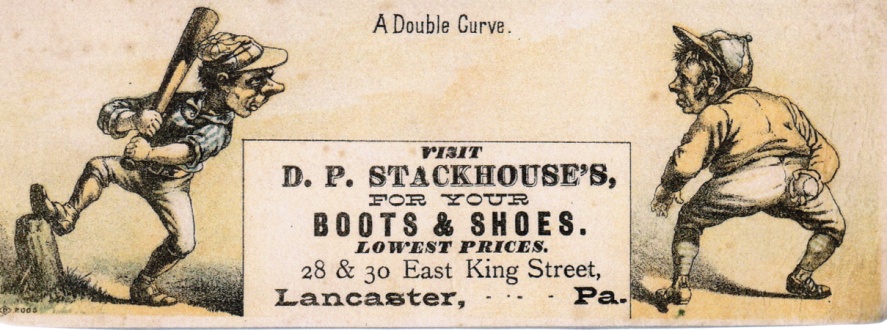 A Double Curve.
VISIT
D. P. STACKHOUSE'S,
FOR YOUR
BOOTS & SHOES.
LOWEST PRICES.
28 & 30 East King Street,
Lancaster, - - - Pa.